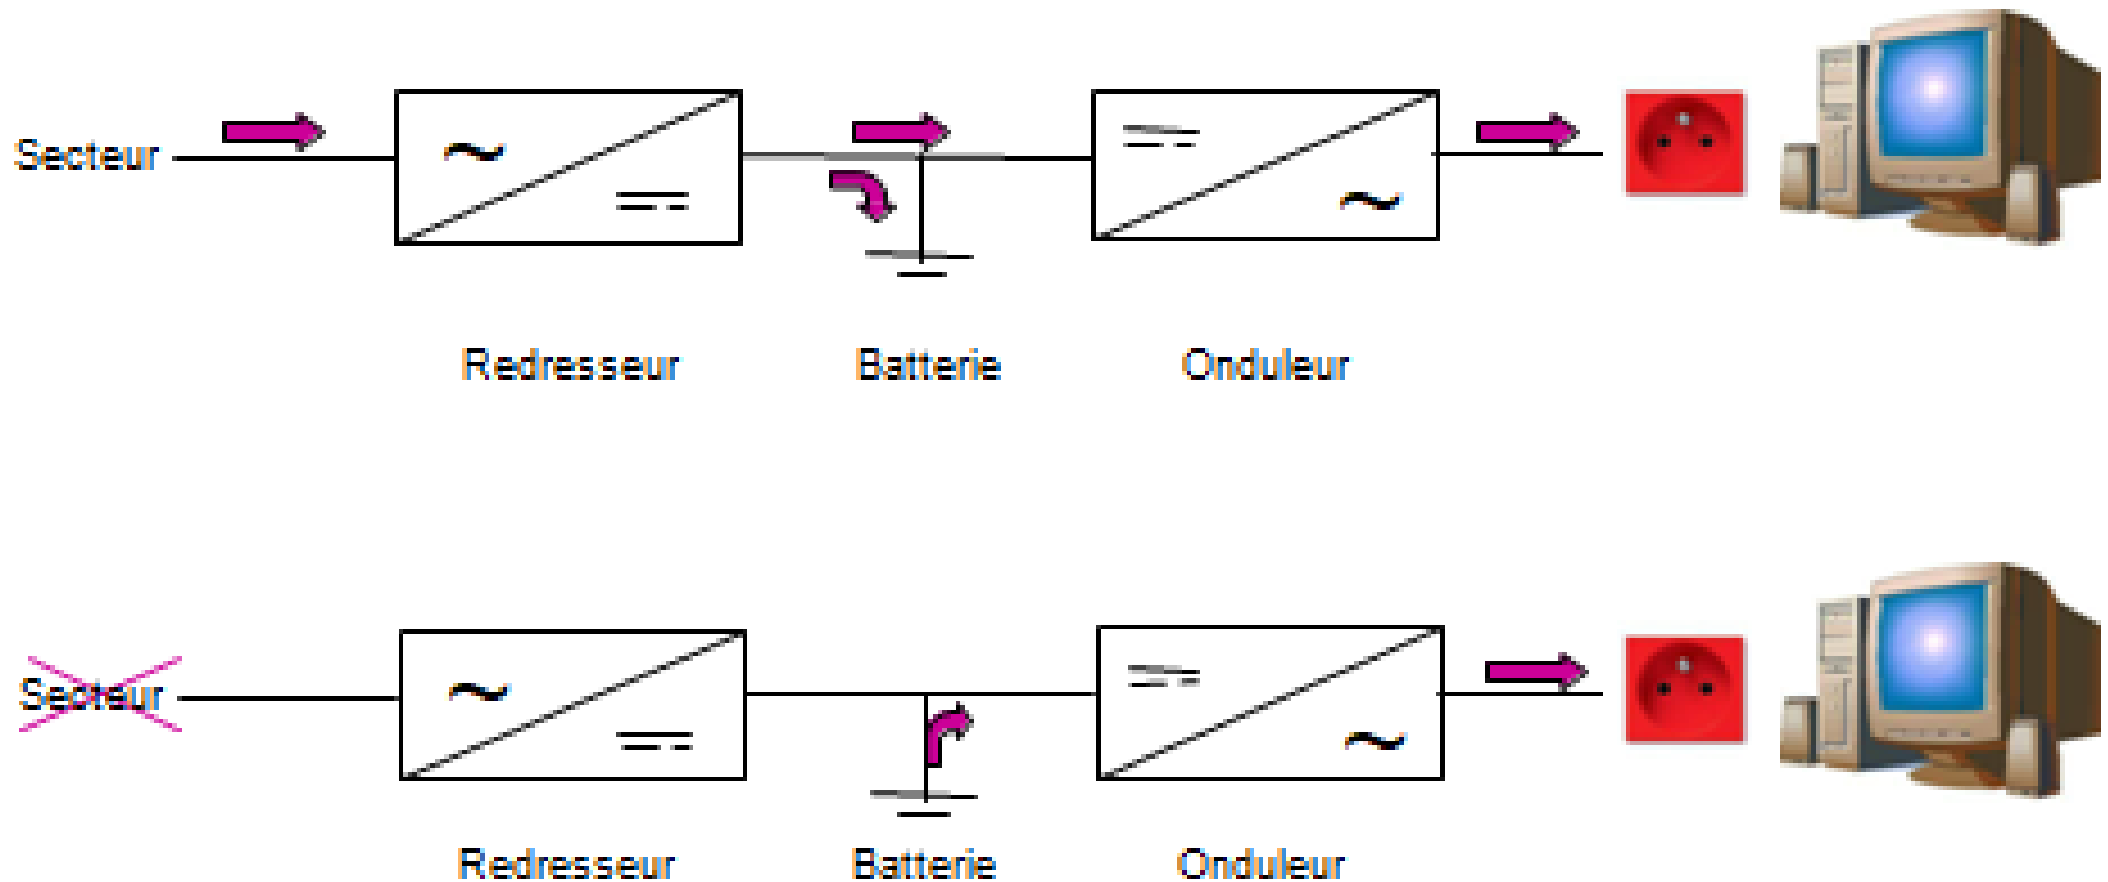 Secteur
Redresseur
Batterie
Onduleur
Secteur
Redresseur
Batterie
Onduleur